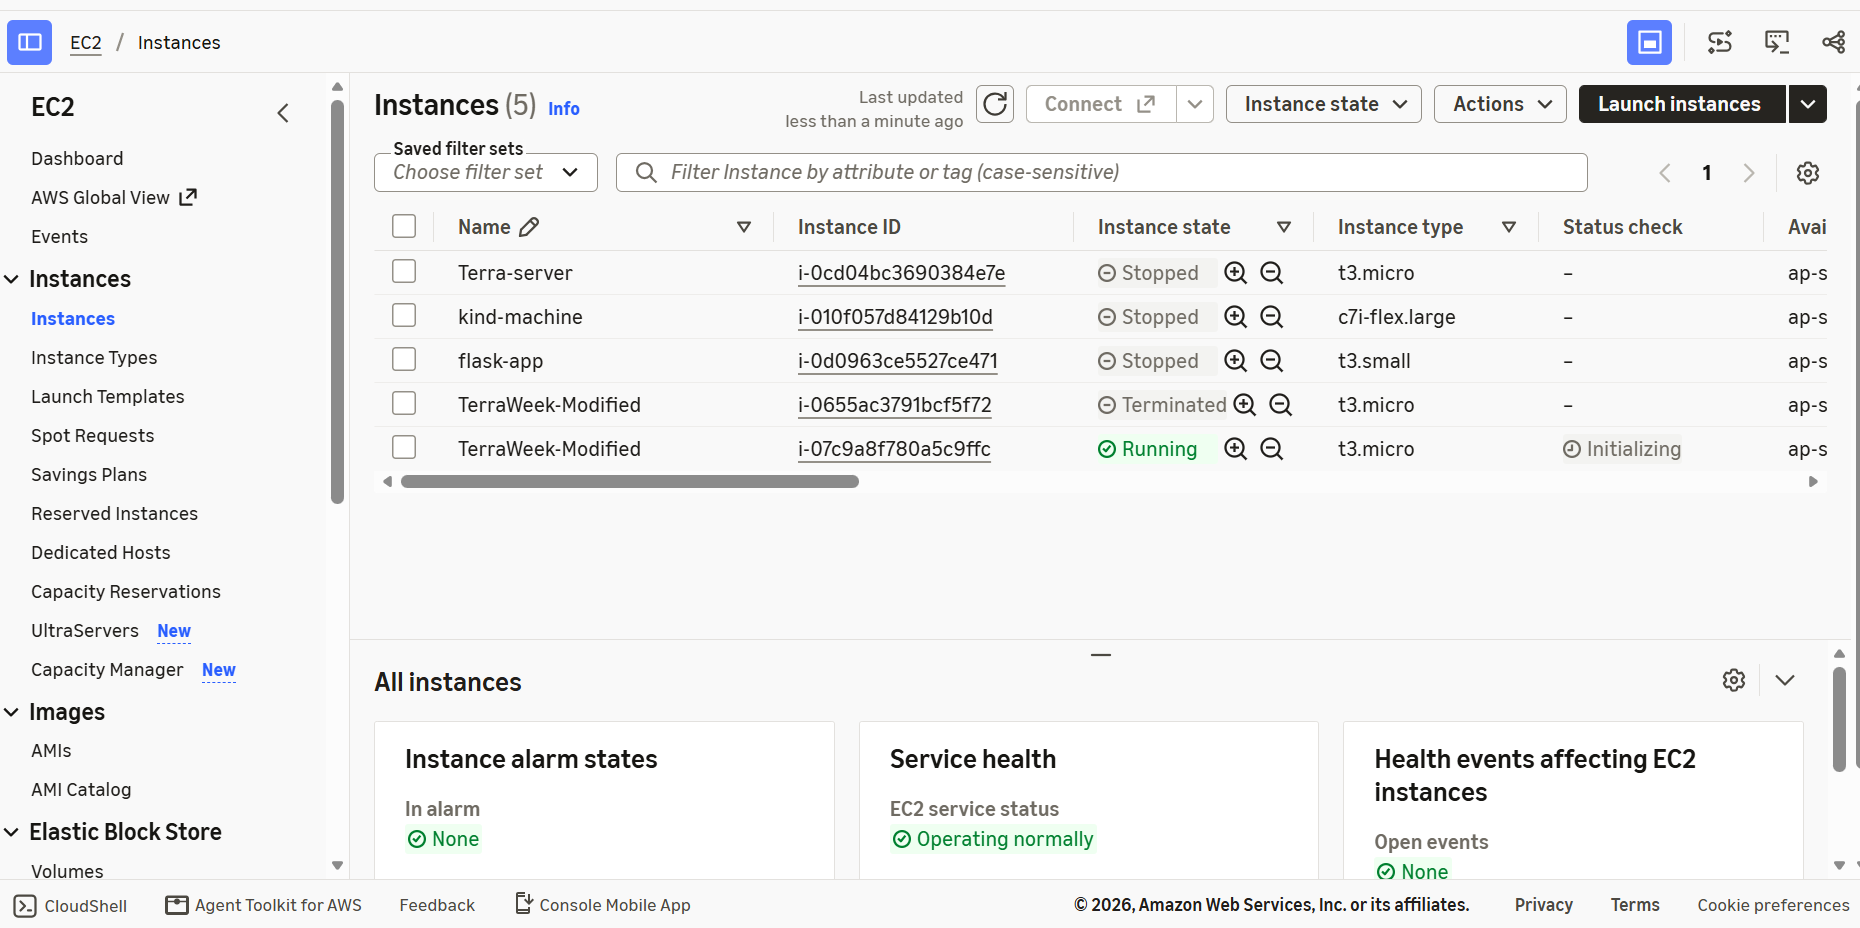 EC2 / Instances
EC2
Dashboard
AWS Global View
Events
Instances
Instances
Instance Types
Launch Templates
Spot Requests
Savings Plans
Reserved Instances
Dedicated Hosts
Capacity Reservations
UltraServers New
Capacity Manager New
Images
AMIs
AMI Catalog
Elastic Block Store
Volumes
Instances (5) Info
Last updated
less than a minute ago
Connect
Instance state
Actions
Launch instances
Saved filter sets
Choose filter set
Filter Instance by attribute or tag (case-sensitive)
1
Name Instance ID Instance state Instance type Status check Avai
Terra-server i-0cd04bc3690384e7e Stopped t3.micro – ap-s
kind-machine i-010f057d84129b10d Stopped c7i-flex.large – ap-s
flask-app i-0d0963ce5527ce471 Stopped t3.small – ap-s
TerraWeek-Modified i-0655ac3791bcf5f72 Terminated t3.micro – ap-s
TerraWeek-Modified i-07c9a8f780a5c9ffc Running t3.micro Initializing ap-s
All instances
Instance alarm states
In alarm
None
Service health
EC2 service status
Operating normally
Health events affecting EC2
instances
Open events
None
CloudShell Agent Toolkit for AWS Feedback Console Mobile App © 2026, Amazon Web Services, Inc. or its affiliates. Privacy Terms Cookie preferences